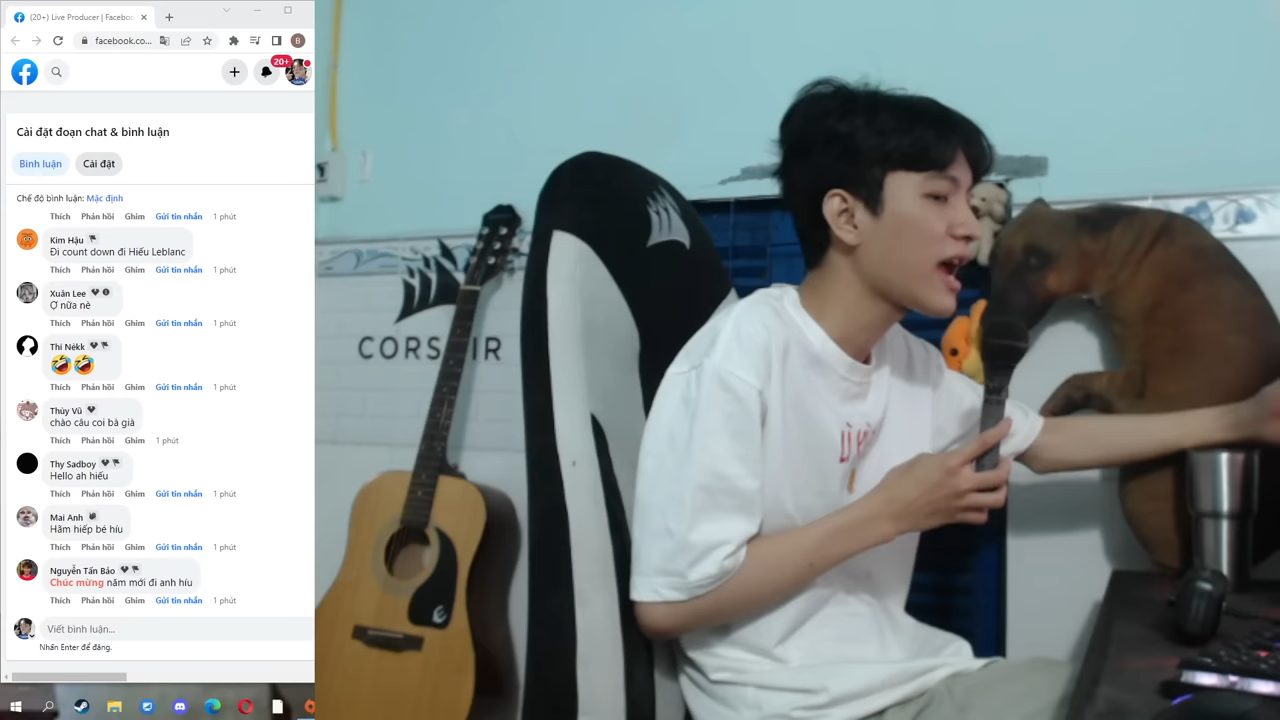 (20+) Live Producer | Facebo
facebook.co...
20+
B
Cài đặt đoạn chat & bình luận
Bình luận
Cài đặt
Chế độ bình luận: Mặc định
Thích Phản hồi Ghim Gửi tin nhắn 1 phút
Kim Hậu
Đi count down đi Hiếu Leblanc
Thích Phản hồi Ghim Gửi tin nhắn 1 phút
Xuân Lee
Ợ nữa nè
Thích Phản hồi Ghim Gửi tin nhắn 1 phút
Thi Nékk
🤣🤣
Thích Phản hồi Ghim Gửi tin nhắn 1 phút
Thùy Vũ
chào cầu coi bà già
Thích Phản hồi Ghim 1 phút
Thy Sadboy
Hello ah hiếu
Thích Phản hồi Ghim Gửi tin nhắn 1 phút
Mai Anh
Hăm hiếp bé híu
Thích Phản hồi Ghim Gửi tin nhắn 1 phút
Nguyễn Tấn Bảo
Chúc mừng năm mới đi anh híu
Thích Phản hồi Ghim Gửi tin nhắn 1 phút
Viết bình luận...
Nhấn Enter để đăng.
CORSAIR